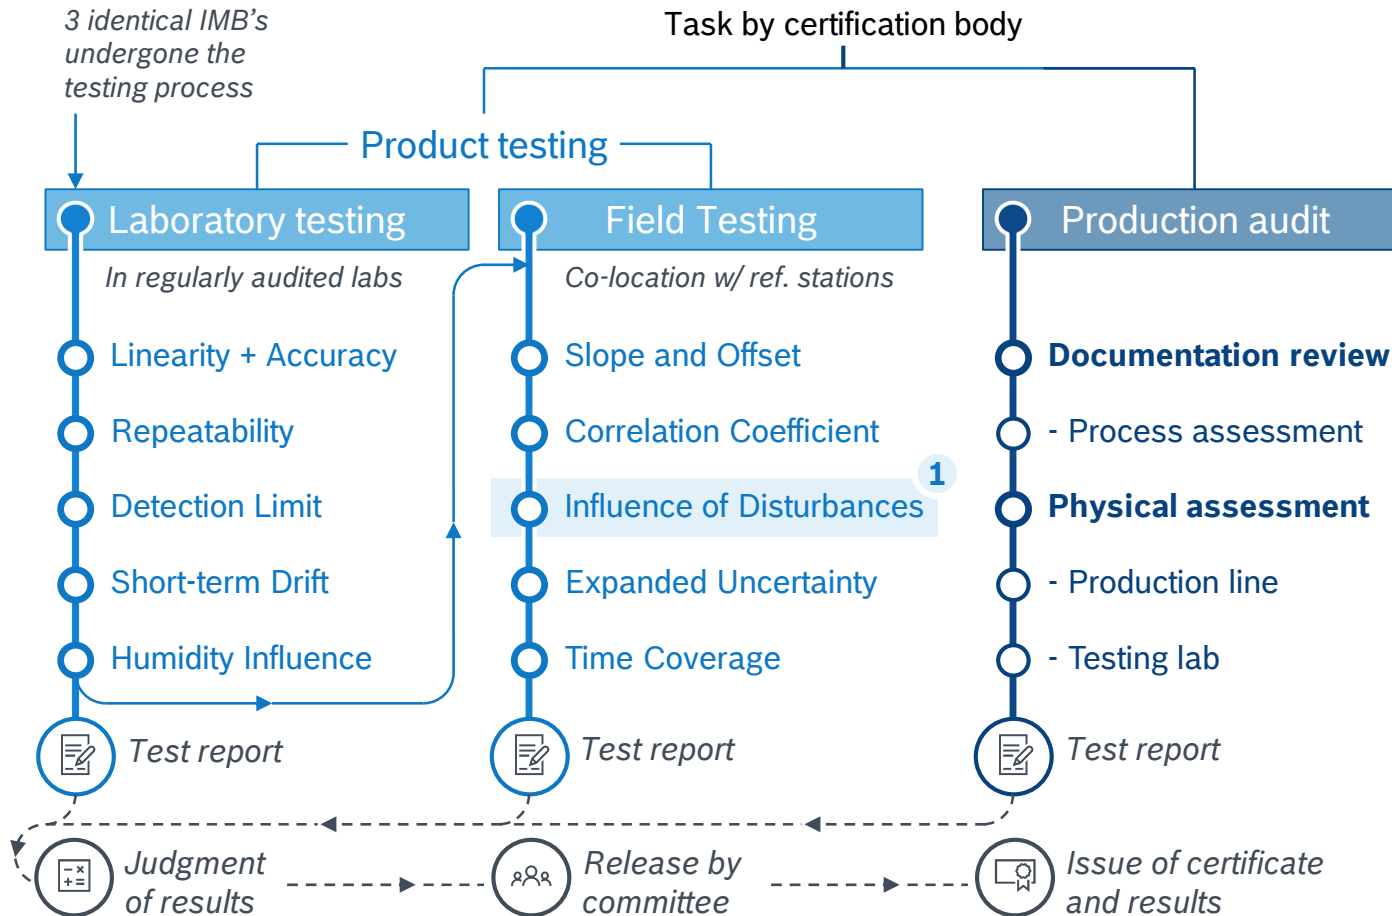 3 identical IMB's
undergone the
testing process
Task by certification body
Product testing
Laboratory testing
In regularly audited labs
Linearity + Accuracy
Repeatability
Detection Limit
Short-term Drift
Humidity Influence
Test report
Field Testing
Co-location w/ ref. stations
Slope and Offset
Correlation Coefficient
1
Influence of Disturbances
Expanded Uncertainty
Time Coverage
Test report
Production audit
Documentation review
- Process assessment
Physical assessment
- Production line
- Testing lab
Test report
Judgment
of results
Release by
committee
Issue of certificate
and results